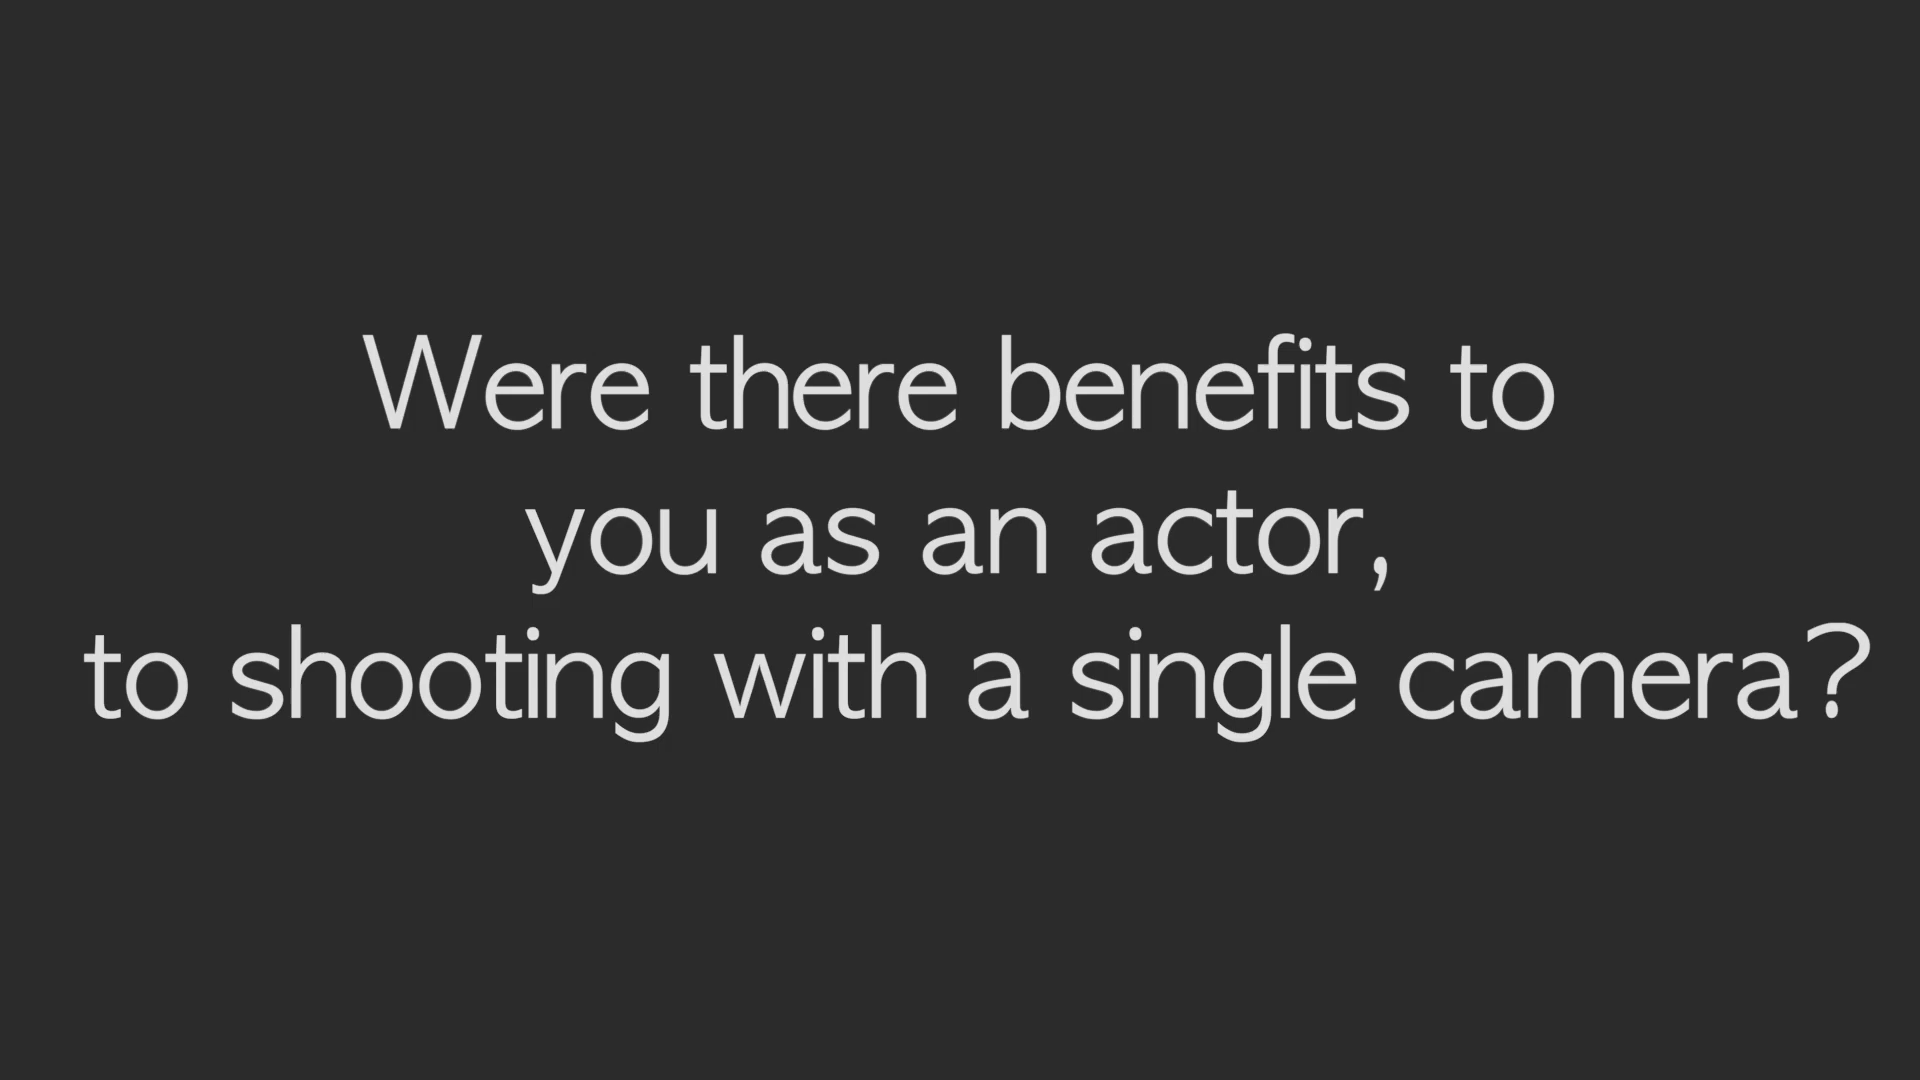 Were there benefits to
you as an actor,
to shooting with a single camera?